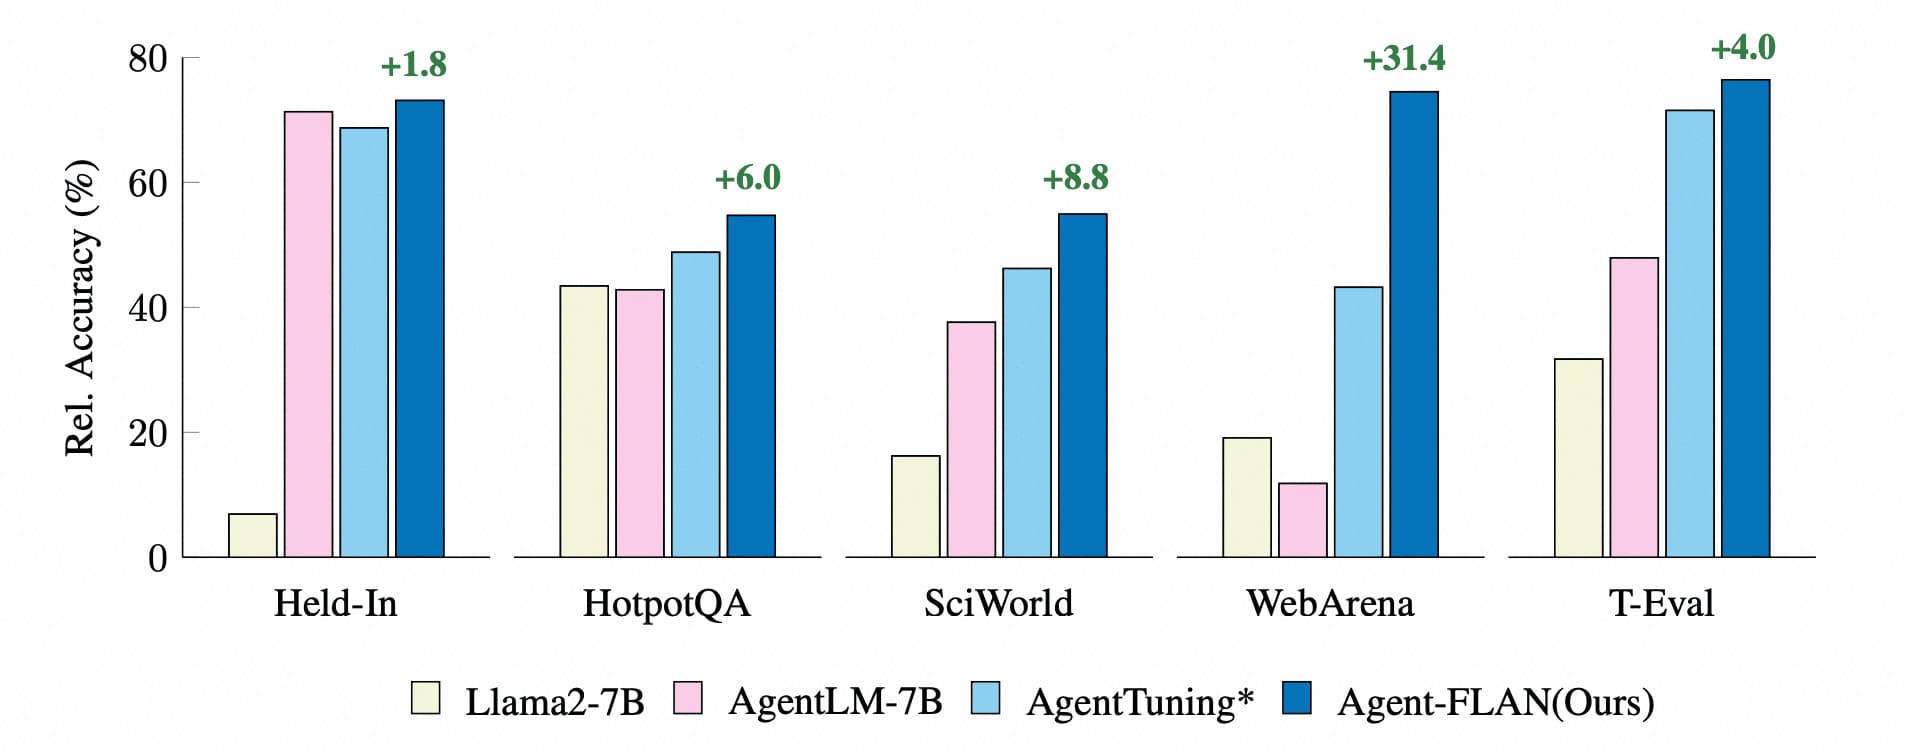 Rel. Accuracy (%)
80
60
40
20
0
+1.8
+6.0
+8.8
+31.4
+4.0
Held-In
HotpotQA
SciWorld
WebArena
T-Eval
Llama2-7B
AgentLM-7B
AgentTuning*
Agent-FLAN(Ours)